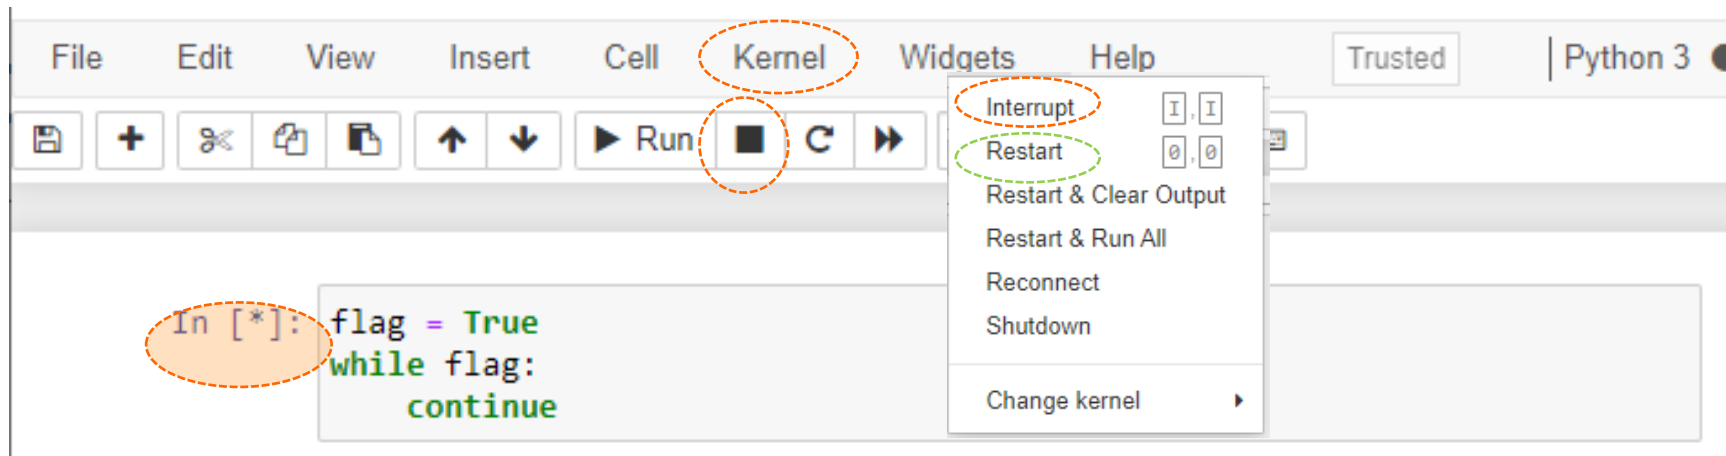 File Edit View Insert Cell Kernel Widgets Help Trusted Python 3
Run
Interrupt I,I
Restart 0,0
Restart & Clear Output
Restart & Run All
Reconnect
Shutdown
Change kernel
In [*]: flag = True
while flag:
continue